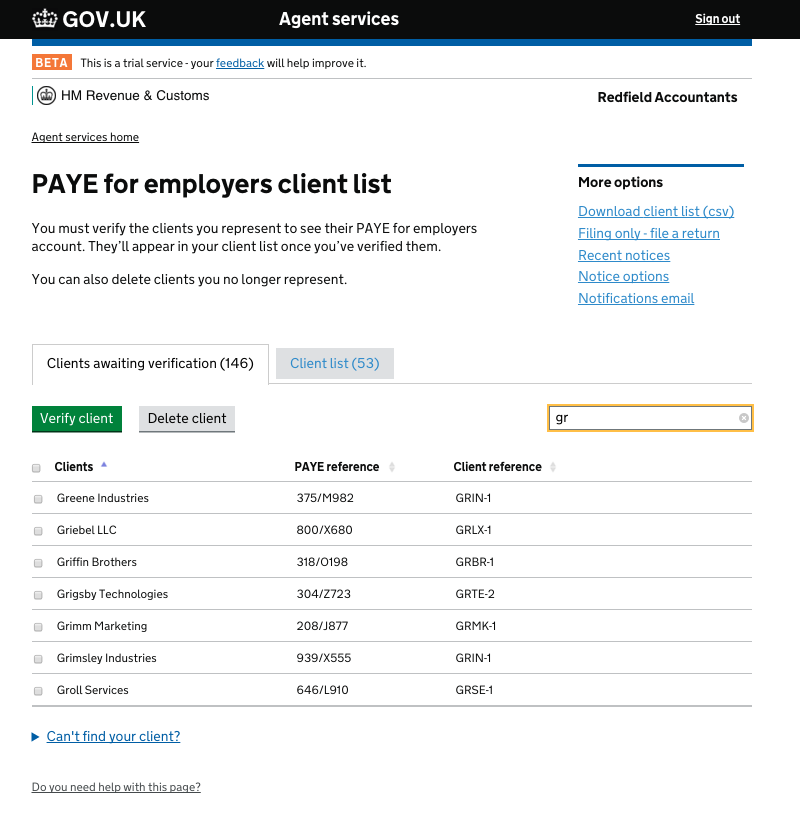 GOV.UK Agent services Sign out
BETA This is a trial service - your feedback will help improve it.
HM Revenue & Customs Redfield Accountants
Agent services home
PAYE for employers client list
You must verify the clients you represent to see their PAYE for employers
account. They’ll appear in your client list once you’ve verified them.
You can also delete clients you no longer represent.
More options
Download client list (csv)
Filing only - file a return
Recent notices
Notice options
Notifications email
Clients awaiting verification (146) Client list (53)
Verify client Delete client gr
Clients PAYE reference Client reference
Greene Industries 375/M982 GRIN-1
Griebel LLC 800/X680 GRLX-1
Griffin Brothers 318/O198 GRBR-1
Grigsby Technologies 304/Z723 GRTE-2
Grimm Marketing 208/J877 GRMK-1
Grimsley Industries 939/X555 GRIN-1
Groll Services 646/L910 GRSE-1
Can't find your client?
Do you need help with this page?